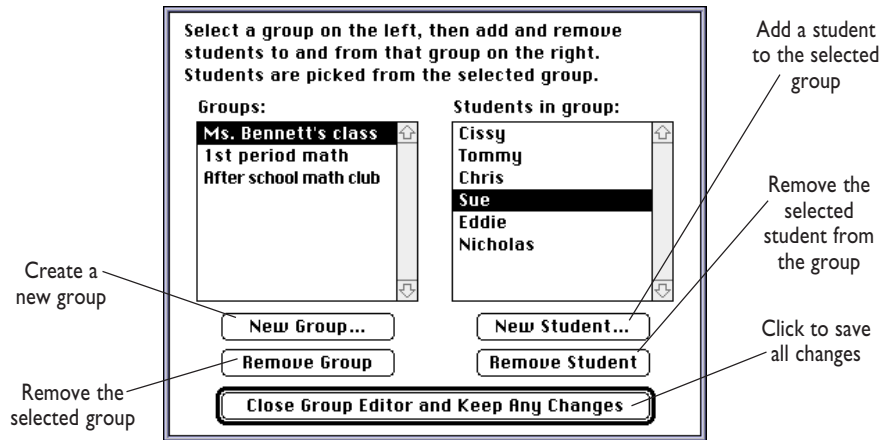 Select a group on the left, then add and remove
students to and from that group on the right.
Students are picked from the selected group.
Groups:
Ms. Bennett's class
1st period math
After school math club
Students in group:
Cissy
Tommy
Chris
Sue
Eddie
Nicholas
New Group...
New Student...
Remove Group
Remove Student
Close Group Editor and Keep Any Changes
Create a
new group
Remove the
selected group
Add a student
to the selected
group
Remove the
selected
student from
the group
Click to save
all changes